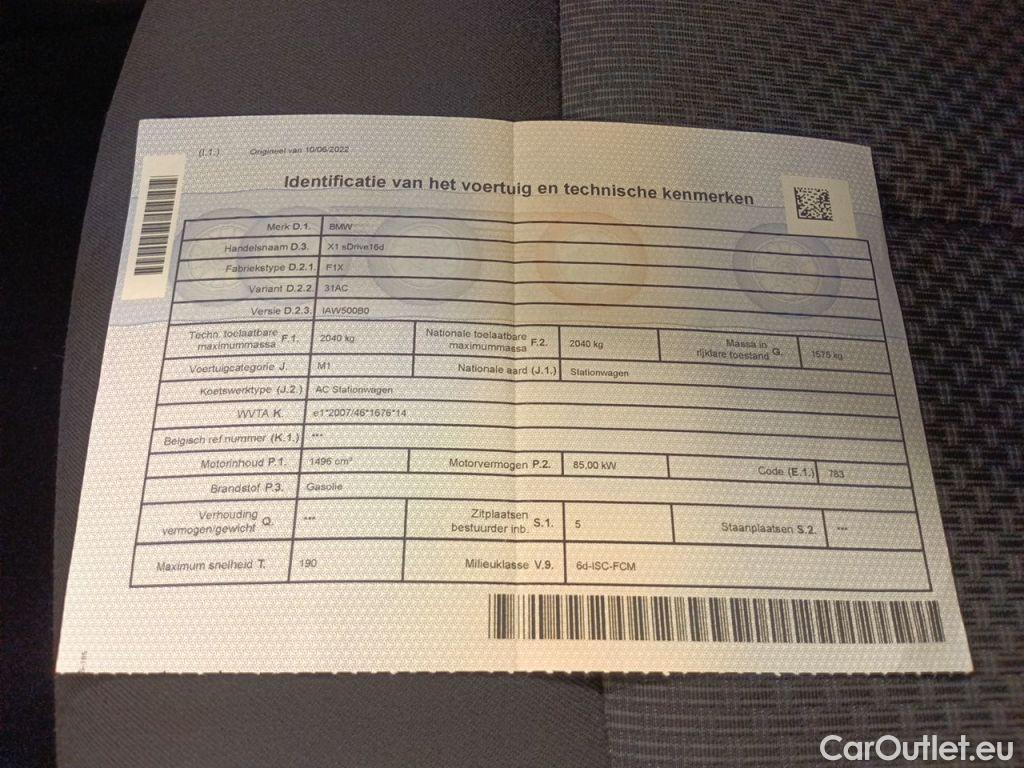 (I.1.) Origineel van 10/06/2022
Identificatie van het voertuig en technische kenmerken
Merk D.1. BMW
Handelsnaam D.3. X1 sDrive16d
Fabriekstype D.2.1. F1X
Variant D.2.2. 31AC
Versie D.2.3. IAW500B0
Techn. toelaatbare maximummassa F.1. 2040 kg Nationale toelaatbare maximummassa F.2. 2040 kg Massa in rijklare toestand G. 1575 kg
Voertuigcategorie J. M1 Nationale aard (J.1.) Stationwagen
Koetswerktype (J.2.) AC Stationwagen
WVTA K. e1*2007/46*1676*14
Belgisch ref nummer (K.1.) ***
Motorinhoud P.1. 1496 cm³ Motorvermogen P.2. 85,00 kW Code (E.1.) 783
Brandstof P.3. Gasolie
Verhouding vermogen/gewicht Q. *** Zitplaatsen bestuurder inb. S.1. 5 Staanplaatsen S.2. ***
Maximum snelheid T. 190 Milieuklasse V.9. 6d-ISC-FCM
CarOutlet.eu